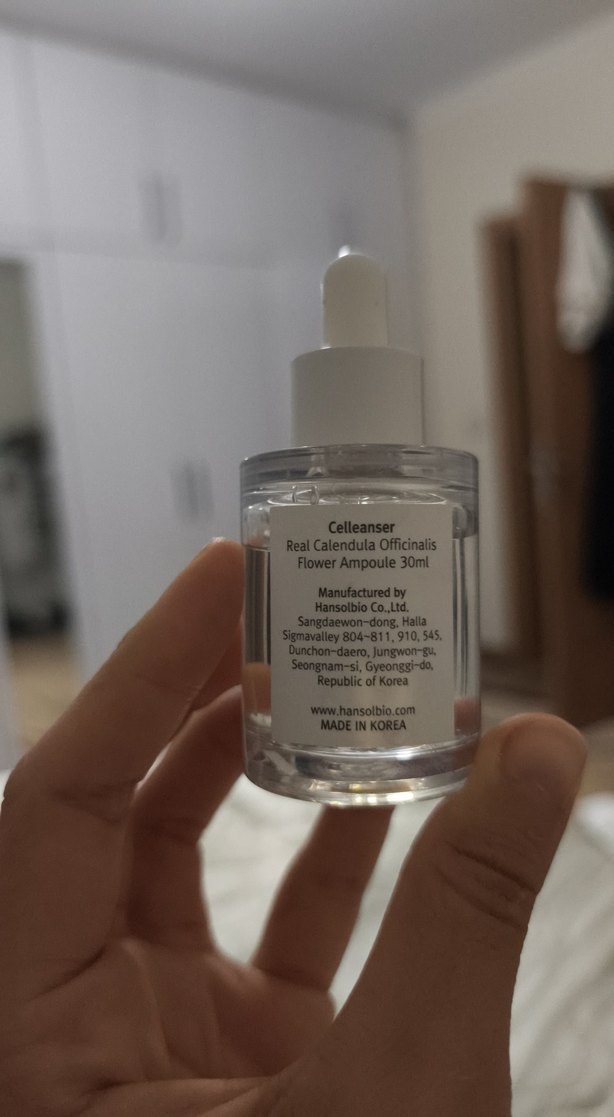 Celleanser
Real Calendula Officinalis
Flower Ampoule 30ml
Manufactured by
Hansolbio Co.,Ltd.
Sangdaewon-dong, Halla
Sigmavalley 804~811, 910, 545,
Dunchon-daero, Jungwon-gu,
Seongnam-si, Gyeonggi-do,
Republic of Korea
www.hansolbio.com
MADE IN KOREA